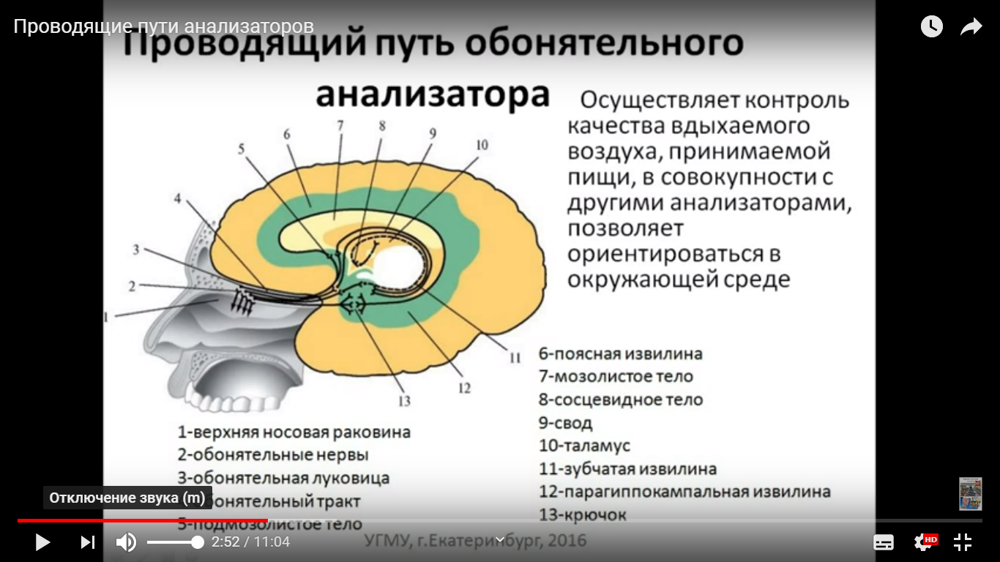 Проводящие пути анализаторов
Проводящий путь обонятельного
анализатора
Осуществляет контроль
качества вдыхаемого
воздуха, принимаемой
пищи, в совокупности с
другими анализаторами,
позволяет
ориентироваться в
окружающей среде
1
2
3
4
5
6
7
8
9
10
11
12
13
1-верхняя носовая раковина
2-обонятельные нервы
3-обонятельная луковица
бонятельный тракт
5-подмозолистое тело
6-поясная извилина
7-мозолистое тело
8-сосцевидное тело
9-свод
10-таламус
11-зубчатая извилина
12-парагиппокампальная извилина
13-крючок
Отключение звука (m)
2:52 / 11:04
УГМУ, г.Екатеринбург, 2016
HD